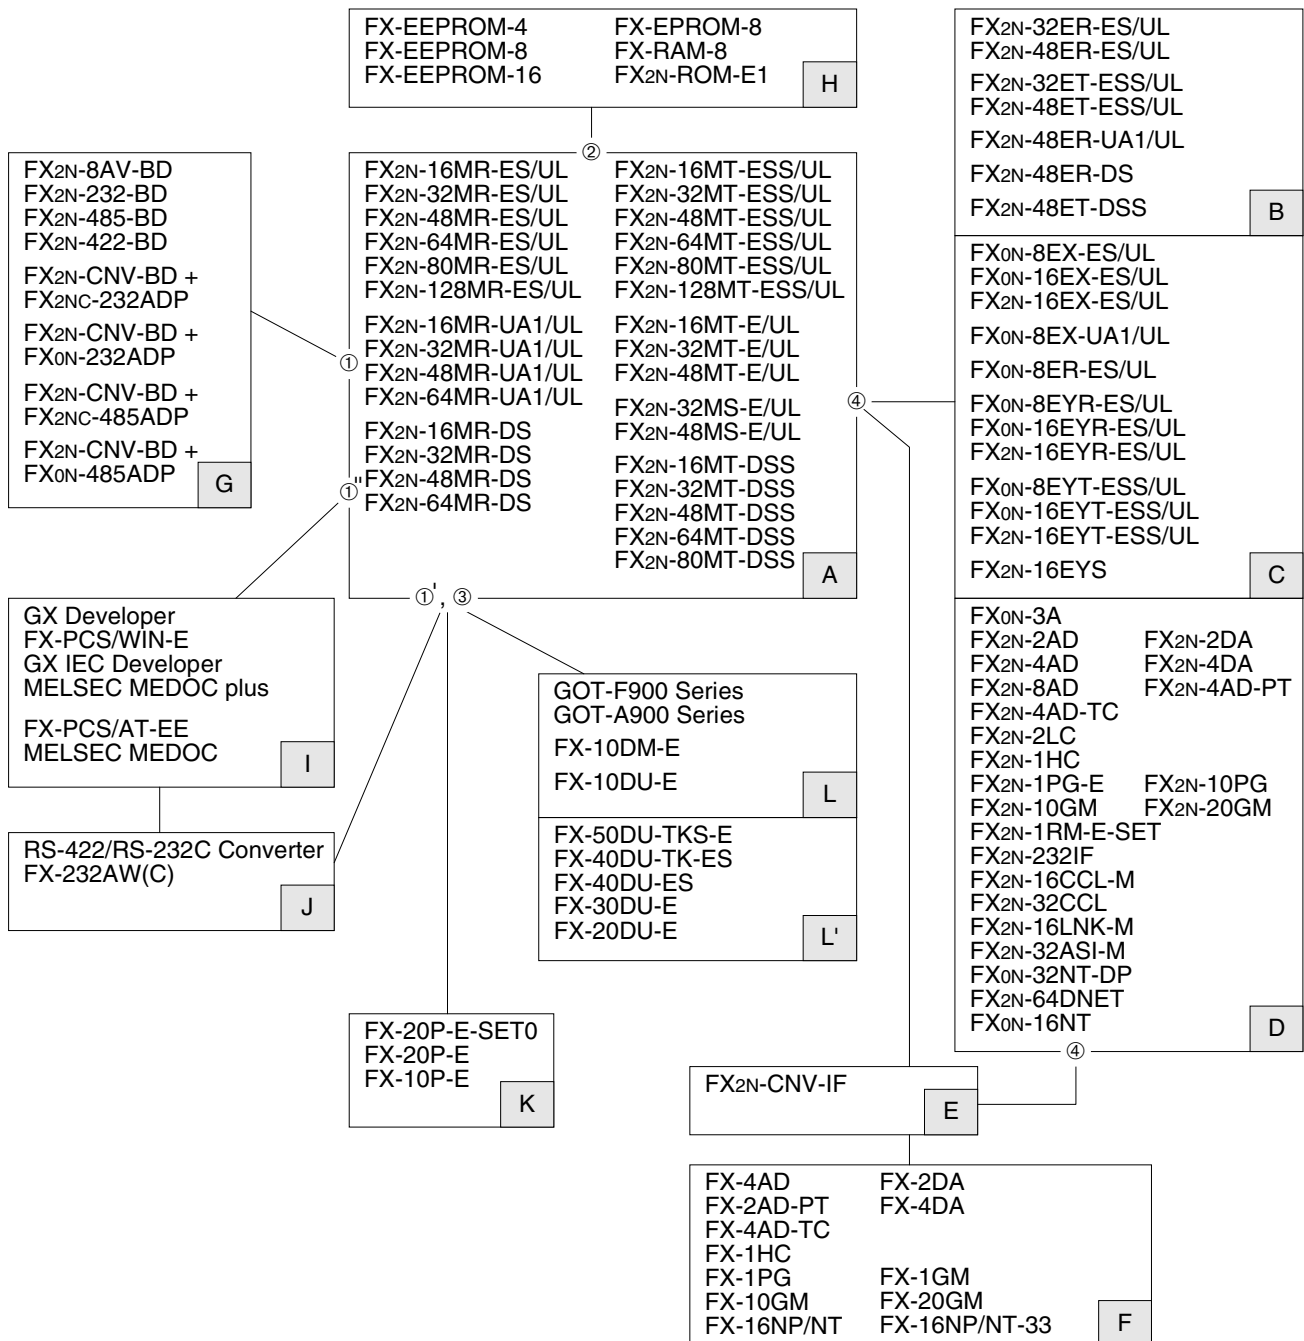 FX-EEPROM-4 FX-EPROM-8
FX-EEPROM-8 FX-RAM-8
FX-EEPROM-16 FX2N-ROM-E1
H
②
FX2N-32ER-ES/UL
FX2N-48ER-ES/UL
FX2N-32ET-ESS/UL
FX2N-48ET-ESS/UL
FX2N-48ER-UA1/UL
FX2N-48ER-DS
FX2N-48ET-DSS
B
FX2N-8AV-BD
FX2N-232-BD
FX2N-485-BD
FX2N-422-BD
FX2N-CNV-BD +
FX2NC-232ADP
FX2N-CNV-BD +
FX0N-232ADP
FX2N-CNV-BD +
FX2NC-485ADP
FX2N-CNV-BD +
FX0N-485ADP
G
①
①"
FX2N-16MR-ES/UL FX2N-16MT-ESS/UL
FX2N-32MR-ES/UL FX2N-32MT-ESS/UL
FX2N-48MR-ES/UL FX2N-48MT-ESS/UL
FX2N-64MR-ES/UL FX2N-64MT-ESS/UL
FX2N-80MR-ES/UL FX2N-80MT-ESS/UL
FX2N-128MR-ES/UL FX2N-128MT-ESS/UL
FX2N-16MR-UA1/UL FX2N-16MT-E/UL
FX2N-32MR-UA1/UL FX2N-32MT-E/UL
FX2N-48MR-UA1/UL FX2N-48MT-E/UL
FX2N-64MR-UA1/UL
FX2N-32MS-E/UL
FX2N-16MR-DS FX2N-48MS-E/UL
FX2N-32MR-DS FX2N-16MT-DSS
FX2N-48MR-DS FX2N-32MT-DSS
FX2N-64MR-DS FX2N-48MT-DSS
FX2N-64MT-DSS
FX2N-80MT-DSS
A
④
①', ③
FX0N-8EX-ES/UL
FX0N-16EX-ES/UL
FX2N-16EX-ES/UL
FX0N-8EX-UA1/UL
FX0N-8ER-ES/UL
FX0N-8EYR-ES/UL
FX0N-16EYR-ES/UL
FX2N-16EYR-ES/UL
FX0N-8EYT-ESS/UL
FX0N-16EYT-ESS/UL
FX2N-16EYT-ESS/UL
FX2N-16EYS
C
GX Developer
FX-PCS/WIN-E
GX IEC Developer
MELSEC MEDOC plus
FX-PCS/AT-EE
MELSEC MEDOC
I
RS-422/RS-232C Converter
FX-232AW(C)
J
GOT-F900 Series
GOT-A900 Series
FX-10DM-E
FX-10DU-E
L
FX-50DU-TKS-E
FX-40DU-TK-ES
FX-40DU-ES
FX-30DU-E
FX-20DU-E
L'
FX0N-3A
FX2N-2AD FX2N-2DA
FX2N-4AD FX2N-4DA
FX2N-8AD FX2N-4AD-PT
FX2N-4AD-TC
FX2N-2LC
FX2N-1HC
FX2N-1PG-E FX2N-10PG
FX2N-10GM FX2N-20GM
FX2N-1RM-E-SET
FX2N-232IF
FX2N-16CCL-M
FX2N-32CCL
FX2N-16LNK-M
FX2N-32ASI-M
FX0N-32NT-DP
FX2N-64DNET
FX0N-16NT
D
④
FX-20P-E-SET0
FX-20P-E
FX-10P-E
K
FX2N-CNV-IF
E
FX-4AD FX-2DA
FX-2AD-PT FX-4DA
FX-4AD-TC
FX-1HC
FX-1PG FX-1GM
FX-10GM FX-20GM
FX-16NP/NT FX-16NP/NT-33
F